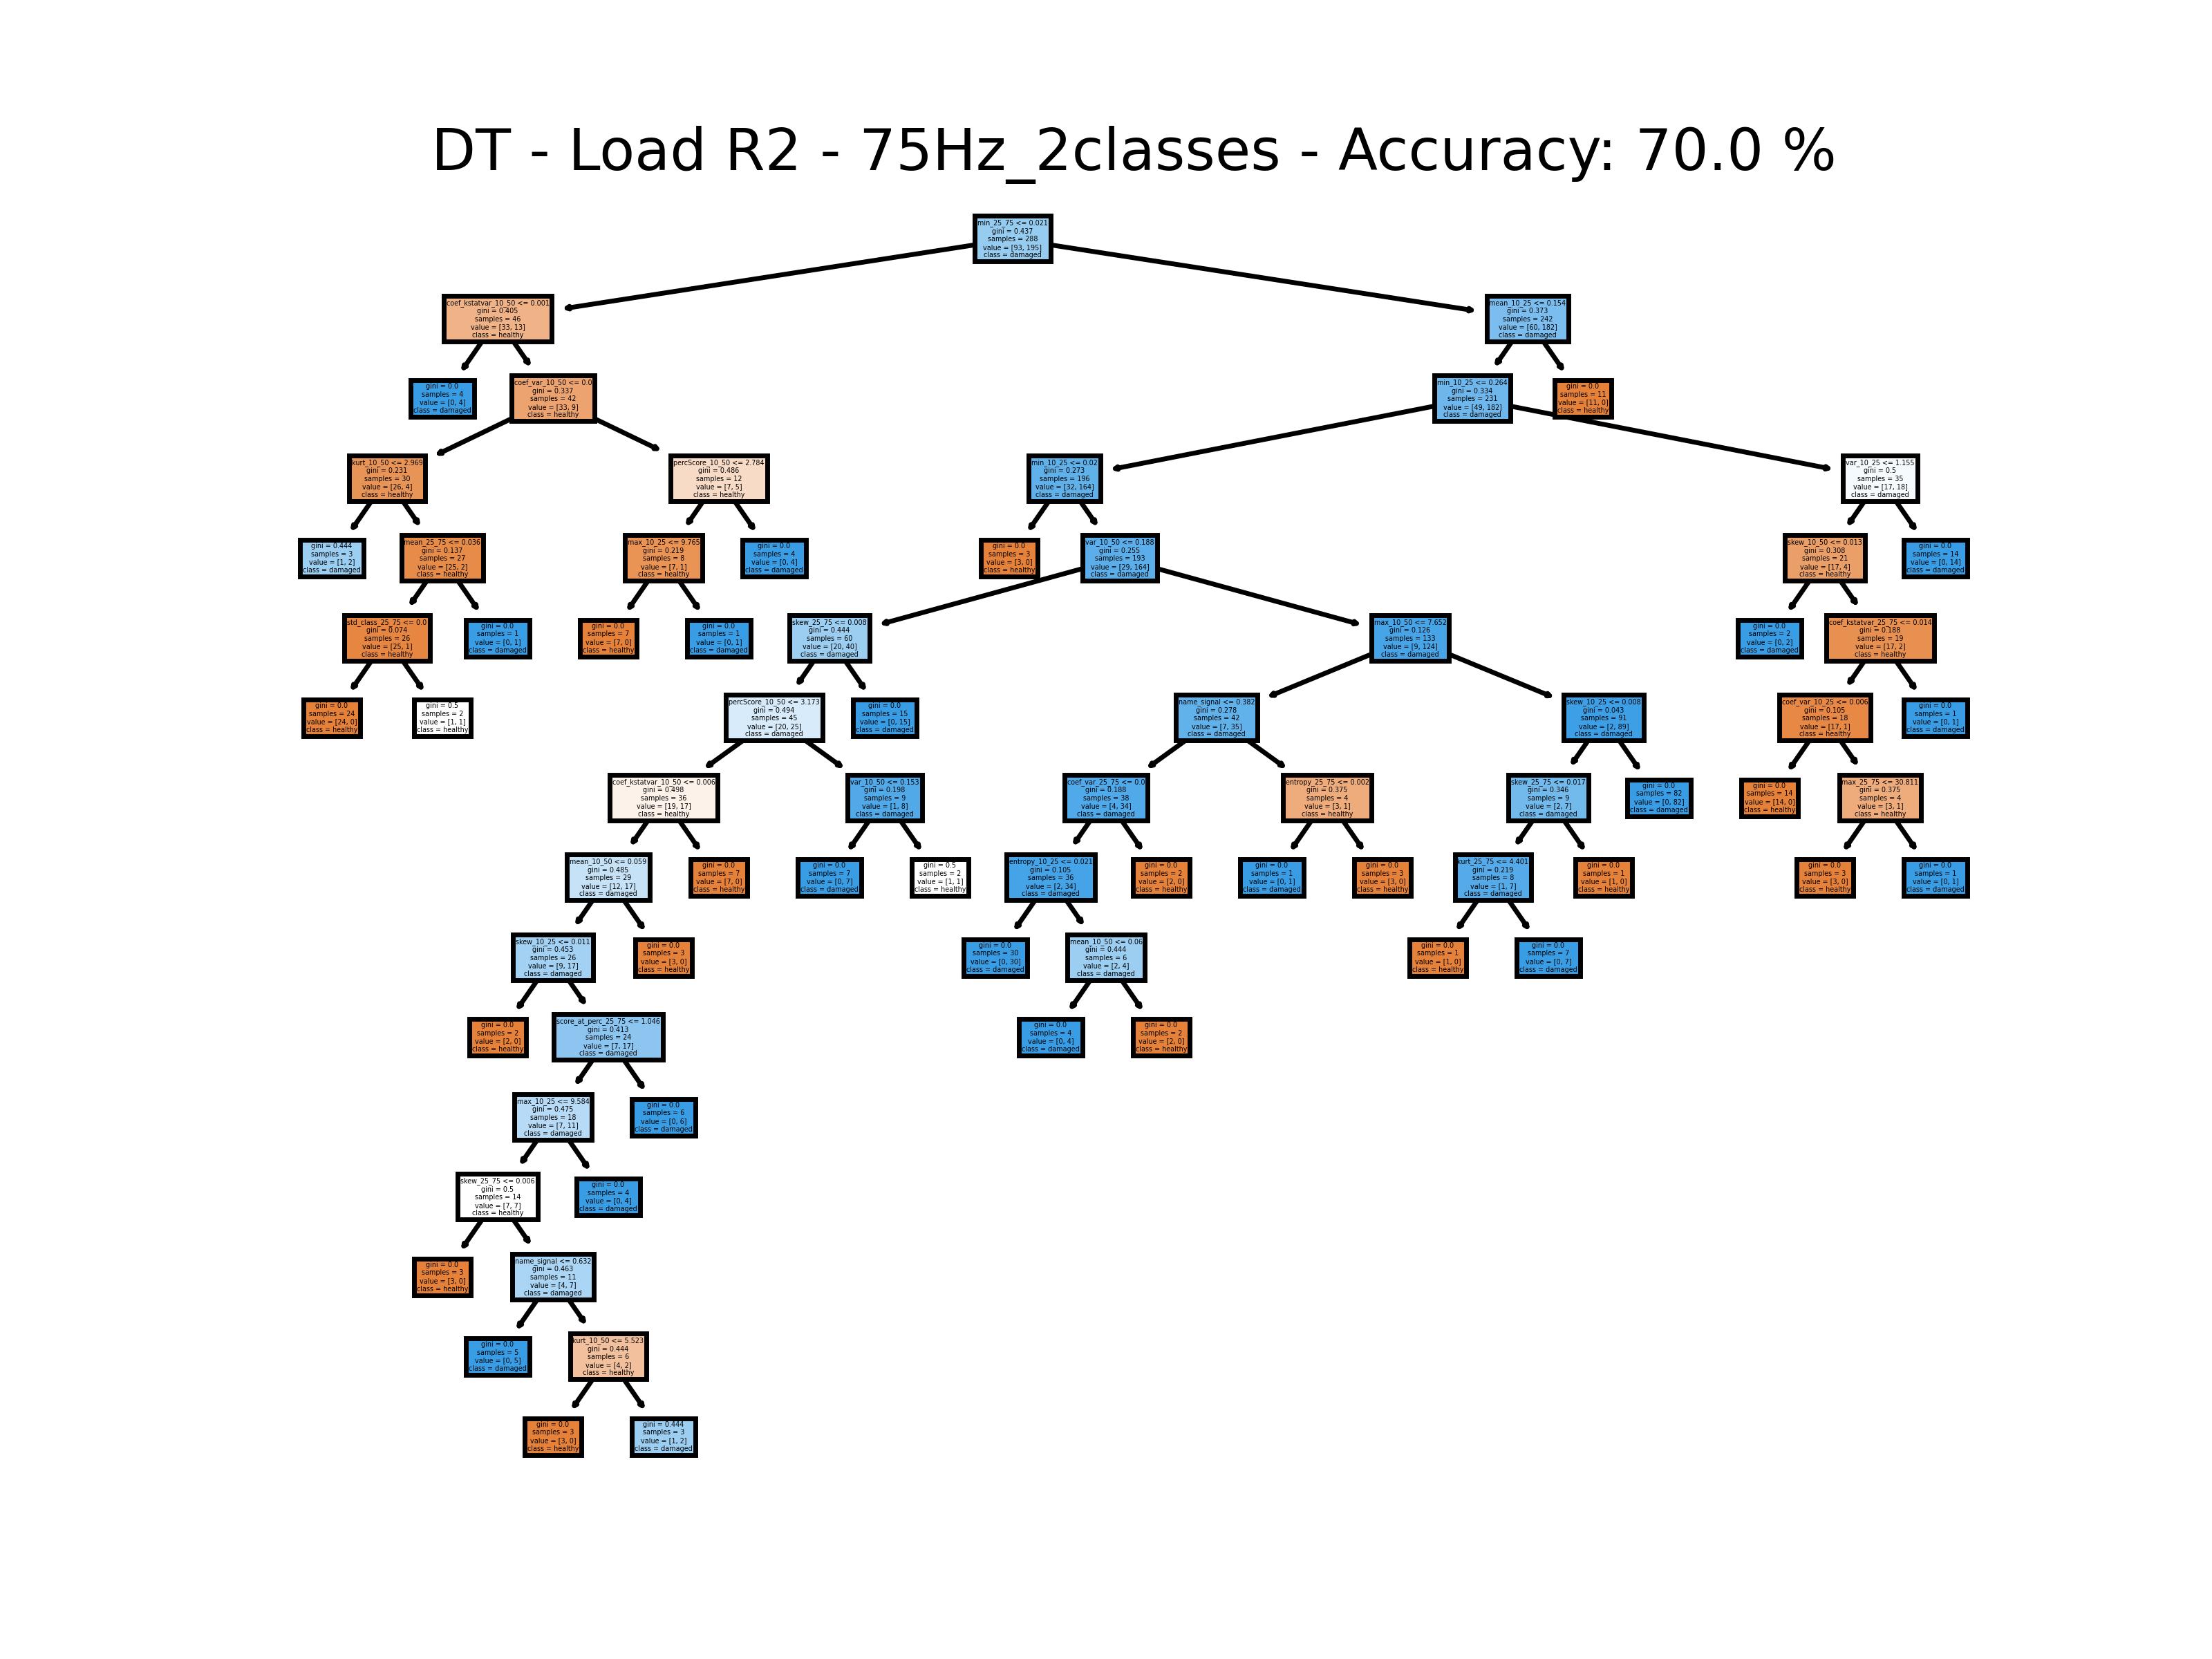 DT - Load R2 - 75Hz_2classes - Accuracy: 70.0 %
min_25_75 <= 0.021
gini = 0.437
samples = 288
value = [93, 195]
class = damaged
coef_kstatvar_10_50 <= 0.001
gini = 0.405
samples = 46
value = [33, 13]
class = healthy
mean_10_25 <= 0.154
gini = 0.373
samples = 242
value = [60, 182]
class = damaged
gini = 0.0
samples = 4
value = [0, 4]
class = damaged
coef_var_10_50 <= 0.0
gini = 0.337
samples = 42
value = [33, 9]
class = healthy
min_10_25 <= 0.264
gini = 0.334
samples = 231
value = [49, 182]
class = damaged
gini = 0.0
samples = 11
value = [11, 0]
class = healthy
kurt_10_50 <= 2.969
gini = 0.231
samples = 30
value = [26, 4]
class = healthy
percScore_10_50 <= 2.784
gini = 0.486
samples = 12
value = [7, 5]
class = healthy
min_10_50 <= 0.02
gini = 0.273
samples = 196
value = [32, 164]
class = damaged
var_10_25 <= 1.155
gini = 0.5
samples = 35
value = [17, 18]
class = damaged
gini = 0.444
samples = 3
value = [1, 2]
class = damaged
mean_25_75 <= 0.036
gini = 0.137
samples = 27
value = [25, 2]
class = healthy
max_10_25 <= 9.765
gini = 0.219
samples = 8
value = [7, 1]
class = healthy
gini = 0.0
samples = 4
value = [0, 4]
class = damaged
gini = 0.0
samples = 3
value = [3, 0]
class = healthy
var_10_50 <= 0.188
gini = 0.255
samples = 193
value = [29, 164]
class = damaged
skew_10_50 <= 0.013
gini = 0.308
samples = 21
value = [17, 4]
class = healthy
gini = 0.0
samples = 14
value = [0, 14]
class = damaged
std_class_25_75 <= 0.0
gini = 0.074
samples = 26
value = [25, 1]
class = healthy
gini = 0.0
samples = 1
value = [0, 1]
class = damaged
gini = 0.0
samples = 7
value = [7, 0]
class = healthy
gini = 0.0
samples = 1
value = [0, 1]
class = damaged
skew_25_75 <= 0.008
gini = 0.444
samples = 60
value = [20, 40]
class = damaged
max_10_50 <= 7.652
gini = 0.126
samples = 133
value = [9, 124]
class = damaged
gini = 0.0
samples = 2
value = [0, 2]
class = damaged
coef_kstatvar_25_75 <= 0.014
gini = 0.188
samples = 19
value = [17, 2]
class = healthy
gini = 0.0
samples = 24
value = [24, 0]
class = healthy
gini = 0.5
samples = 2
value = [1, 1]
class = healthy
percScore_10_50 <= 3.173
gini = 0.494
samples = 45
value = [20, 25]
class = damaged
gini = 0.0
samples = 15
value = [0, 15]
class = damaged
name_signal <= 0.382
gini = 0.278
samples = 42
value = [7, 35]
class = damaged
skew_10_25 <= 0.008
gini = 0.043
samples = 91
value = [2, 89]
class = damaged
coef_var_10_25 <= 0.006
gini = 0.105
samples = 18
value = [17, 1]
class = healthy
gini = 0.0
samples = 1
value = [0, 1]
class = damaged
coef_kstatvar_10_50 <= 0.006
gini = 0.498
samples = 36
value = [19, 17]
class = healthy
var_10_50 <= 0.153
gini = 0.198
samples = 9
value = [1, 8]
class = damaged
coef_var_25_75 <= 0.0
gini = 0.188
samples = 38
value = [4, 34]
class = damaged
entropy_25_75 <= 0.002
gini = 0.375
samples = 4
value = [3, 1]
class = healthy
skew_25_75 <= 0.017
gini = 0.346
samples = 9
value = [2, 7]
class = damaged
gini = 0.0
samples = 82
value = [0, 82]
class = damaged
gini = 0.0
samples = 14
value = [14, 0]
class = healthy
max_25_75 <= 30.811
gini = 0.375
samples = 4
value = [3, 1]
class = healthy
mean_10_50 <= 0.059
gini = 0.485
samples = 29
value = [12, 17]
class = damaged
gini = 0.0
samples = 7
value = [7, 0]
class = healthy
gini = 0.0
samples = 7
value = [0, 7]
class = damaged
gini = 0.5
samples = 2
value = [1, 1]
class = healthy
entropy_10_25 <= 0.021
gini = 0.105
samples = 36
value = [2, 34]
class = damaged
gini = 0.0
samples = 2
value = [2, 0]
class = healthy
gini = 0.0
samples = 1
value = [0, 1]
class = damaged
gini = 0.0
samples = 3
value = [3, 0]
class = healthy
kurt_25_75 <= 4.401
gini = 0.219
samples = 8
value = [1, 7]
class = damaged
gini = 0.0
samples = 1
value = [1, 0]
class = healthy
gini = 0.0
samples = 3
value = [3, 0]
class = healthy
gini = 0.0
samples = 1
value = [0, 1]
class = damaged
skew_10_25 <= 0.011
gini = 0.453
samples = 26
value = [9, 17]
class = damaged
gini = 0.0
samples = 3
value = [3, 0]
class = healthy
gini = 0.0
samples = 30
value = [0, 30]
class = damaged
mean_10_50 <= 0.06
gini = 0.444
samples = 6
value = [2, 4]
class = damaged
gini = 0.0
samples = 1
value = [1, 0]
class = healthy
gini = 0.0
samples = 7
value = [0, 7]
class = damaged
gini = 0.0
samples = 2
value = [2, 0]
class = healthy
score_at_perc_25_75 <= 1.046
gini = 0.413
samples = 24
value = [7, 17]
class = damaged
gini = 0.0
samples = 4
value = [0, 4]
class = damaged
gini = 0.0
samples = 2
value = [2, 0]
class = healthy
max_10_25 <= 9.584
gini = 0.475
samples = 18
value = [7, 11]
class = damaged
gini = 0.0
samples = 6
value = [0, 6]
class = damaged
skew_25_75 <= 0.006
gini = 0.5
samples = 14
value = [7, 7]
class = healthy
gini = 0.0
samples = 4
value = [0, 4]
class = damaged
gini = 0.0
samples = 3
value = [3, 0]
class = healthy
name_signal <= 0.632
gini = 0.463
samples = 11
value = [4, 7]
class = damaged
gini = 0.0
samples = 5
value = [0, 5]
class = damaged
kurt_10_50 <= 5.523
gini = 0.444
samples = 6
value = [4, 2]
class = healthy
gini = 0.0
samples = 3
value = [3, 0]
class = healthy
gini = 0.444
samples = 3
value = [1, 2]
class = damaged